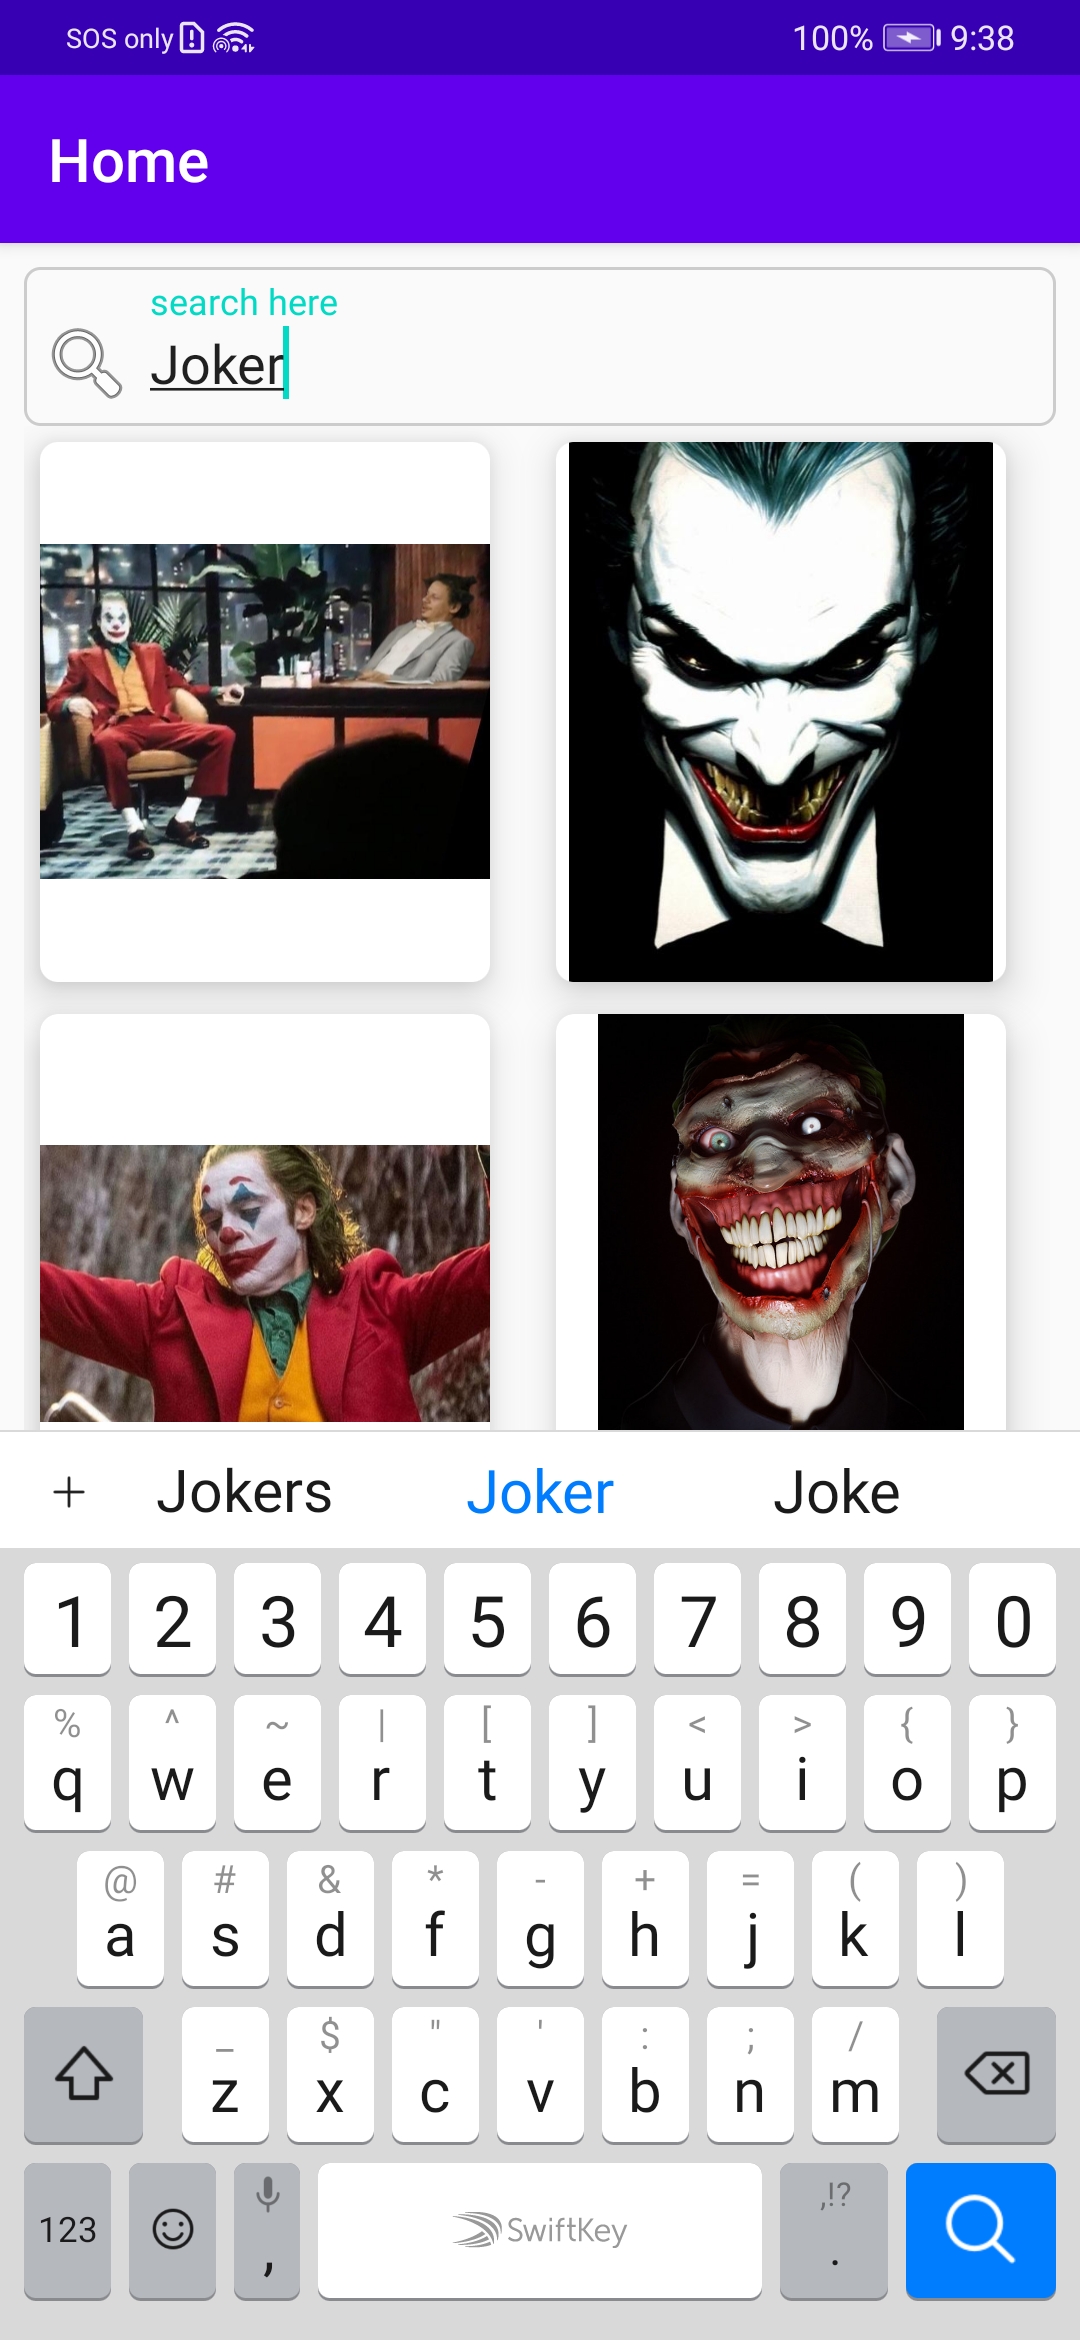 SOS only
100% 9:38
Home
search here
Joker
Jokers Joker Joke
1 2 3 4 5 6 7 8 9 0
% ^ ~ | [ ] < > { }
q w e r t y u i o p
@ # & * - + = ( )
a s d f g h j k l
_ $ " ' : ; /
z x c v b n m
,!?
123 , SwiftKey .